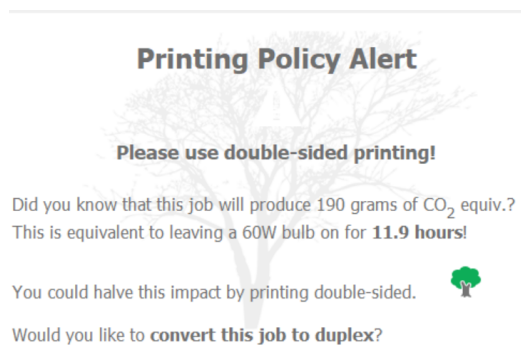 Printing Policy Alert
Please use double-sided printing!
Did you know that this job will produce 190 grams of CO₂ equiv.?
This is equivalent to leaving a 60W bulb on for 11.9 hours!
You could halve this impact by printing double-sided.
Would you like to convert this job to duplex?